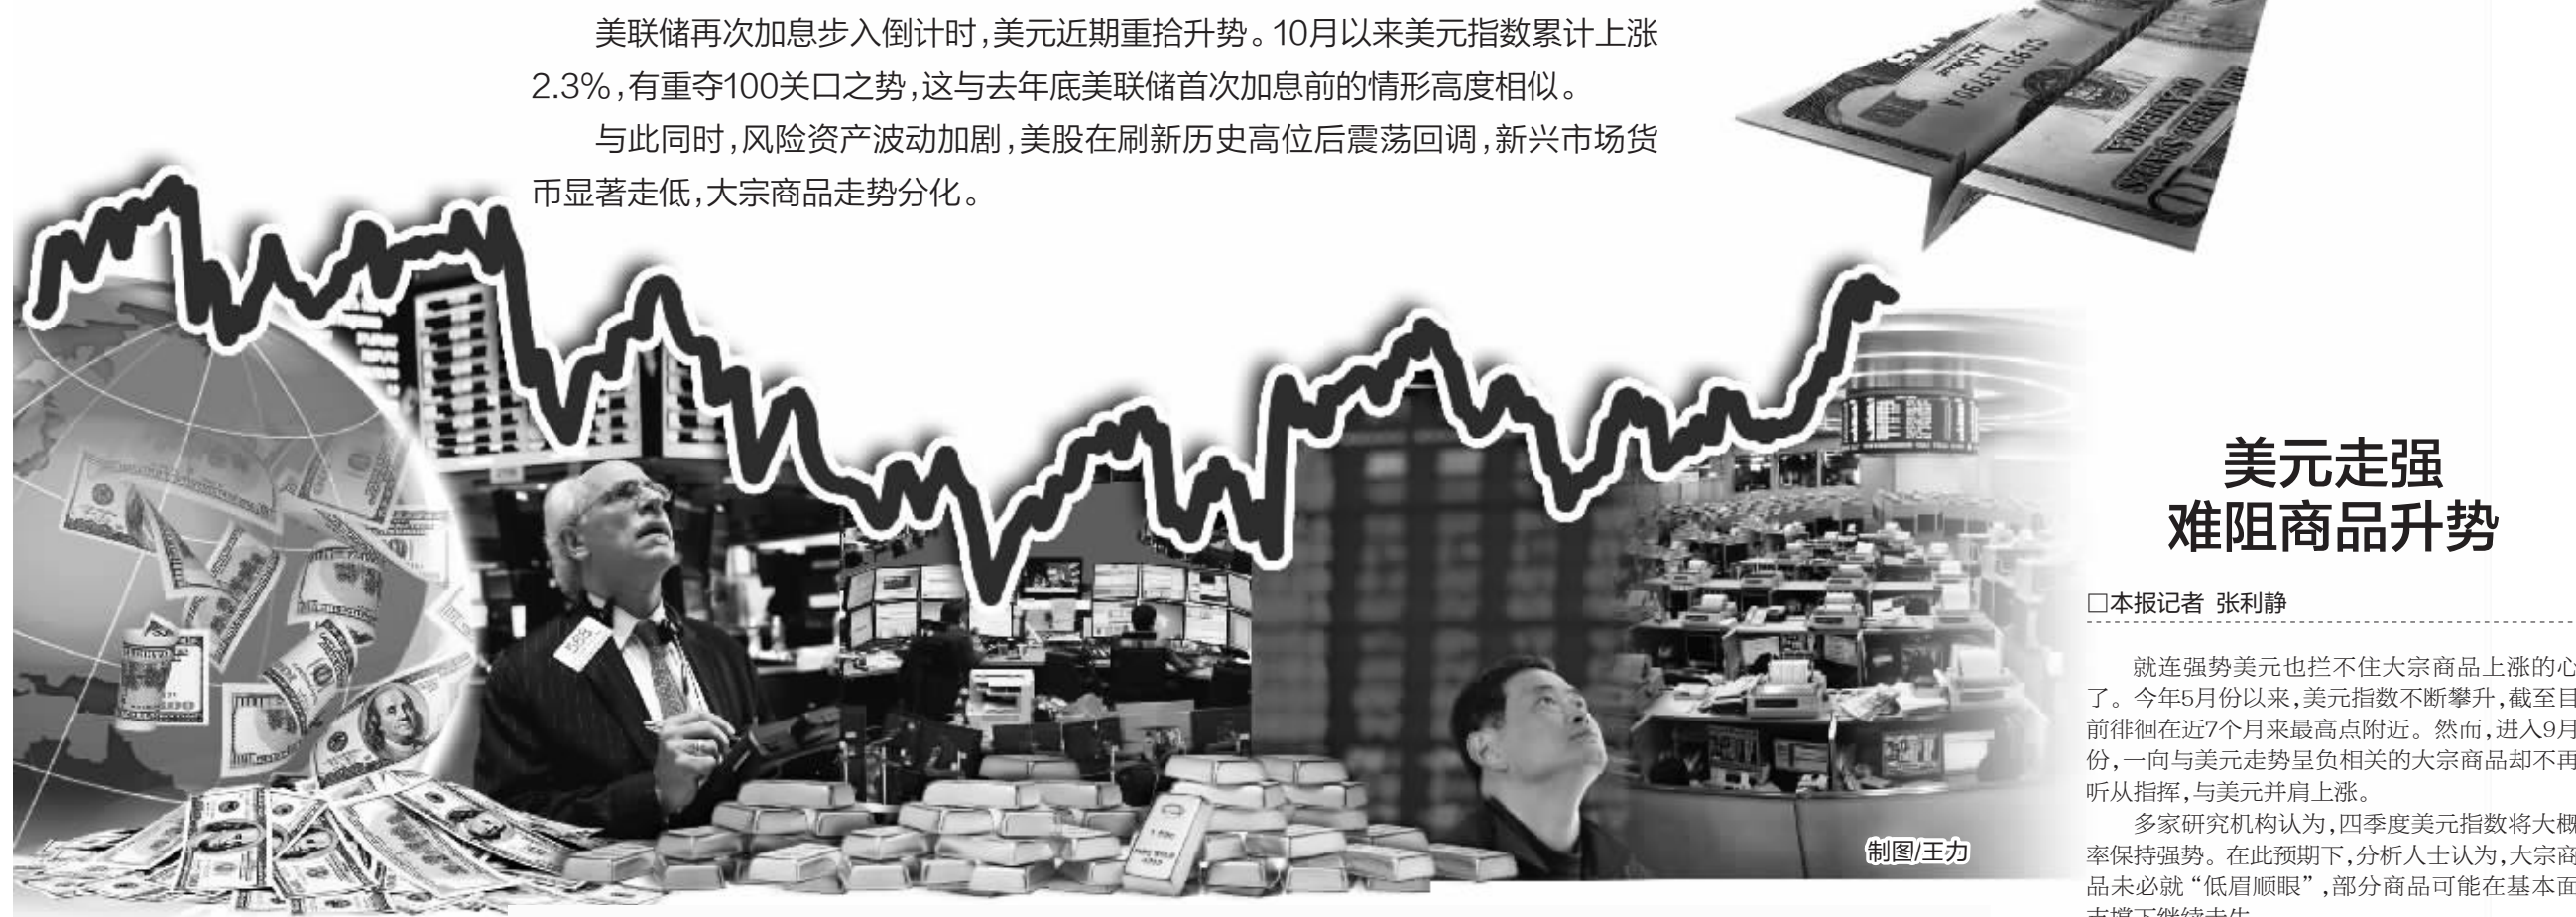 美联储再次加息步入倒计时,美元近期重拾升势。10月以来美元指数累计上涨
2.3%,有重夺100关口之势,这与去年底美联储首次加息前的情形高度相似。
与此同时,风险资产波动加剧,美股在刷新历史高位后震荡回调,新兴市场货
币显著走低,大宗商品走势分化。
美元走强
难阻商品升势
□本报记者 张利静
就连强势美元也拦不住大宗商品上涨的心
了。今年5月份以来,美元指数不断攀升,截至目
前徘徊在近7个月来最高点附近。然而,进入9月
份,一向与美元走势呈负相关的大宗商品却不再
听从指挥,与美元并肩上涨。
多家研究机构认为,四季度美元指数将大概
率保持强势。在此预期下,分析人士认为,大宗商
品未必就“低眉顺眼”,部分商品可能在基本面
制图/王力